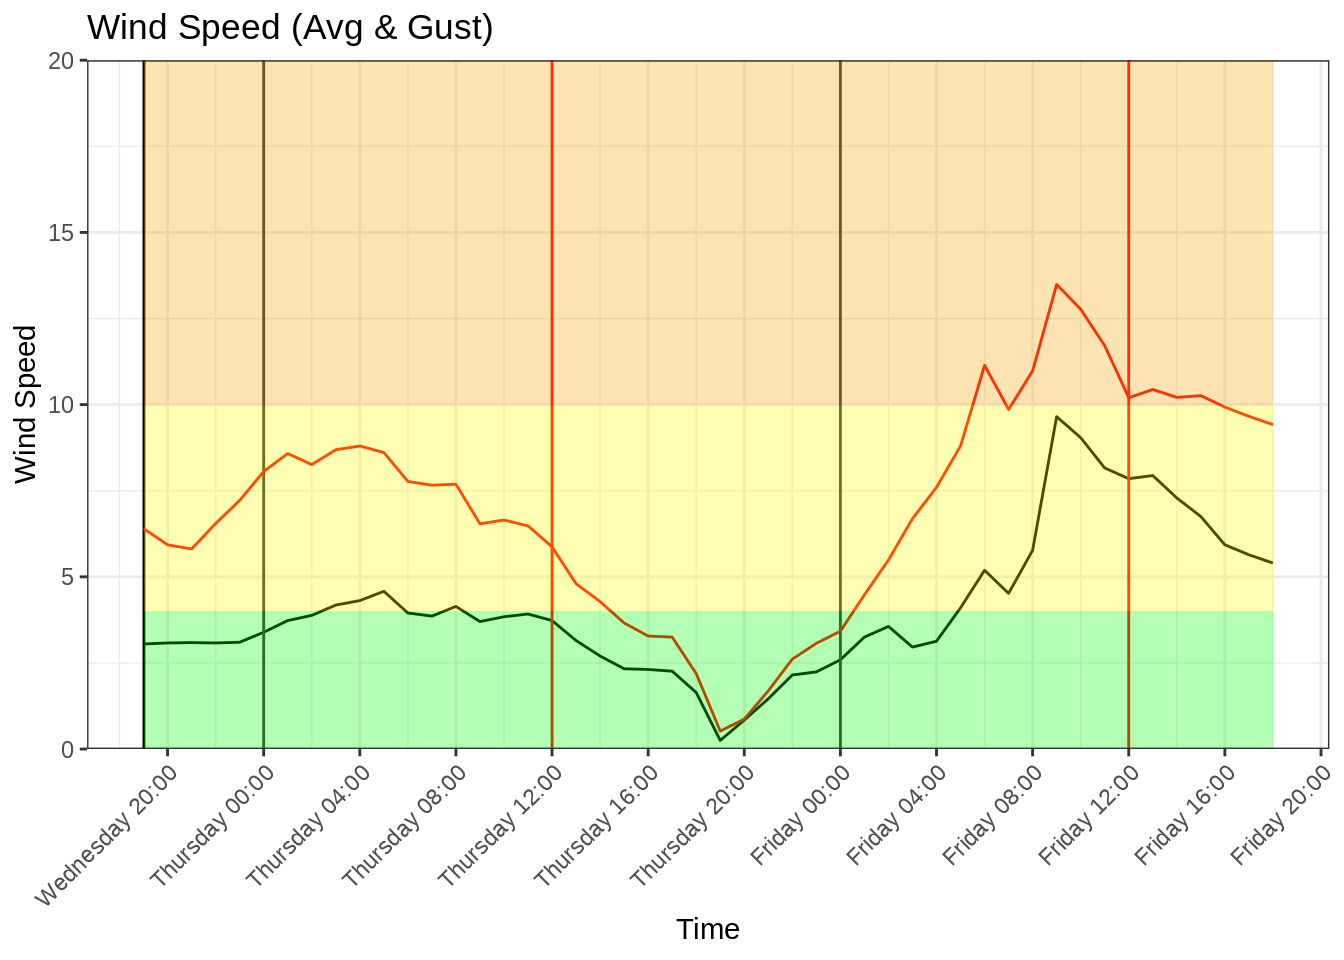 Wind Speed (Avg & Gust)
20
15
10
5
0
Wind Speed
Wednesday 20:00
Thursday 00:00
Thursday 04:00
Thursday 08:00
Thursday 12:00
Thursday 16:00
Thursday 20:00
Friday 00:00
Friday 04:00
Friday 08:00
Friday 12:00
Friday 16:00
Friday 20:00
Time